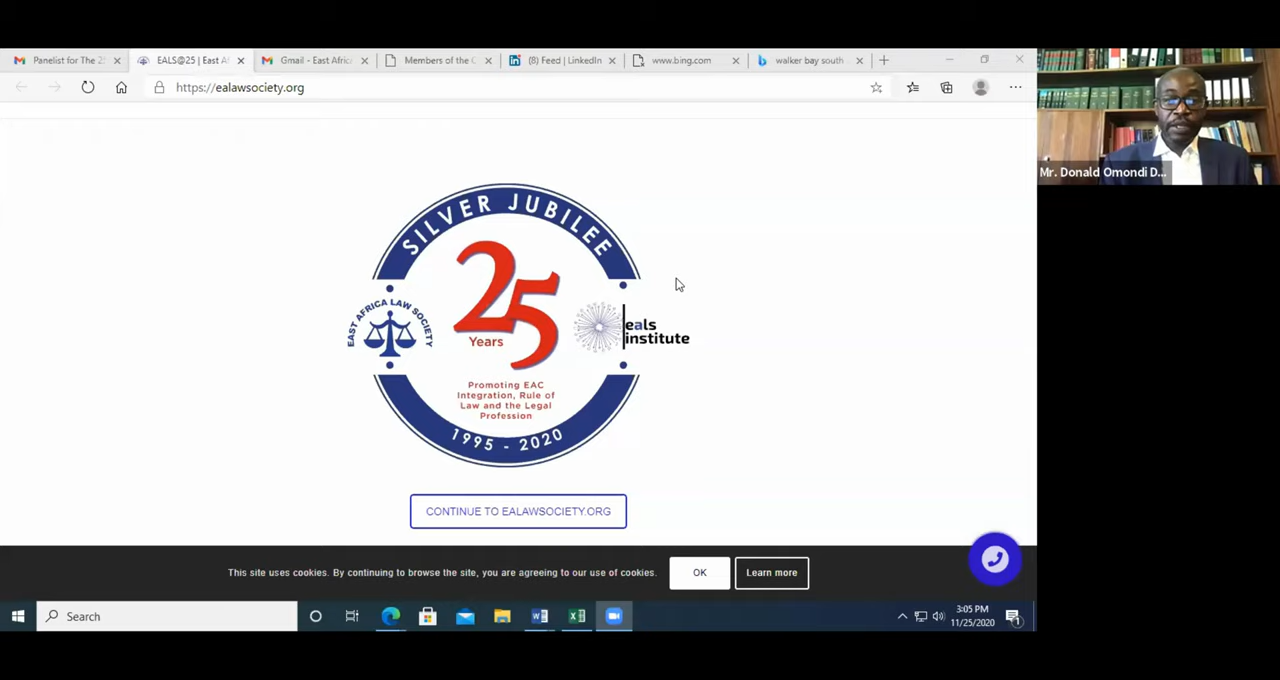 Panelist for The 2
EALS@25 | East A
Gmail - East Africa
Members of the
(8) Feed | LinkedIn
www.bing.com
walker bay south
https://ealawsociety.org
Mr. Donald Omondi D...
SILVER JUBILEE
25
Years
EAST AFRICA LAW SOCIETY
eals
institute
Promoting EAC
Integration, Rule of
Law and the Legal
Profession
1995 - 2020
CONTINUE TO EALAWSOCIETY.ORG
This site uses cookies. By continuing to browse the site, you are agreeing to our use of cookies.
OK
Learn more
Search
3:05 PM
11/25/2020